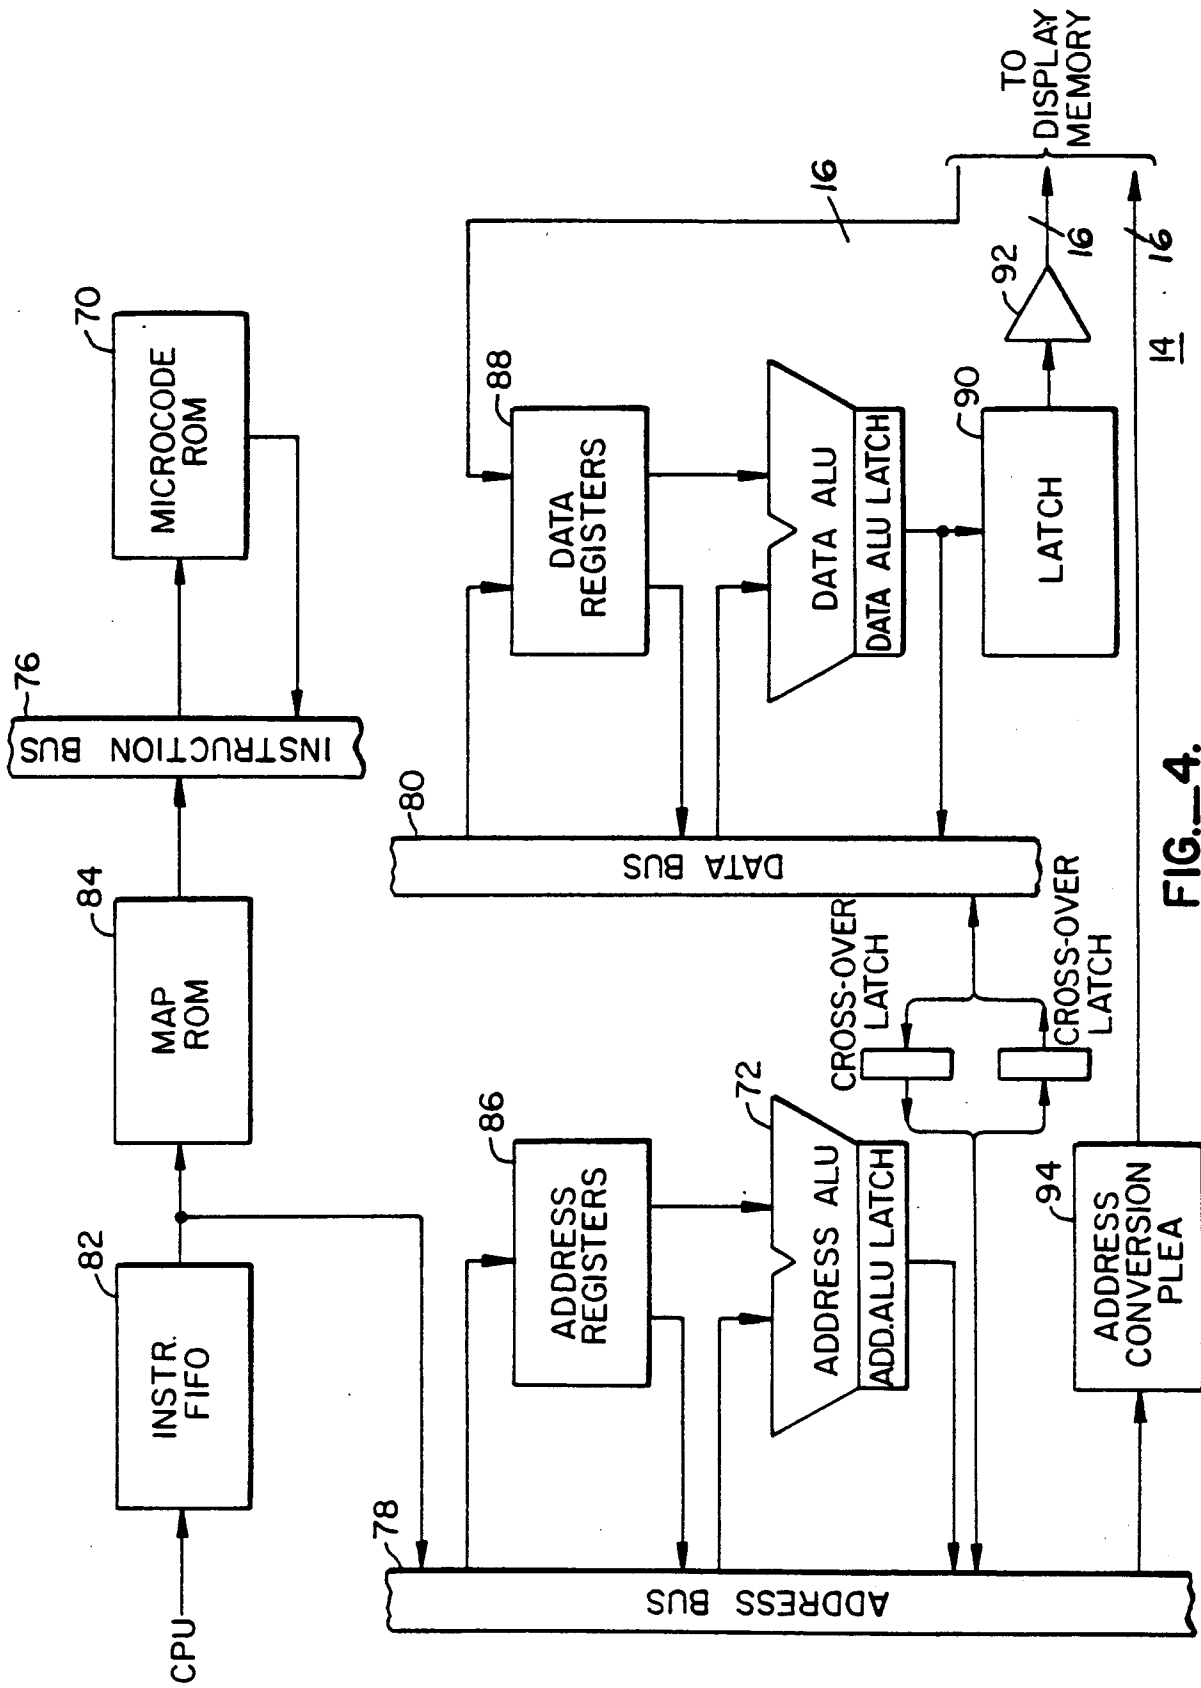 CPU
82
INSTR.
FIFO
84
MAP
ROM
76
INSTRUCTION BUS
70
MICROCODE
ROM
78
ADDRESS BUS
86
ADDRESS
REGISTERS
72
ADDRESS ALU
ADD.ALU LATCH
CROSS-OVER
LATCH
CROSS-OVER
LATCH
94
ADDRESS
CONVERSION
PLEA
80
DATA BUS
88
DATA
REGISTERS
DATA ALU
DATA ALU LATCH
90
LATCH
92
16
16
16
TO
DISPLAY
MEMORY
14
FIG._4.